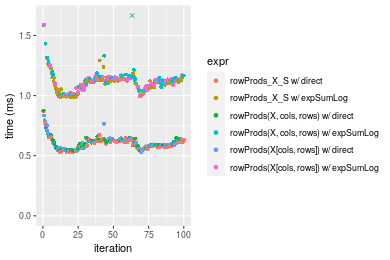 expr
1.5
rowProds_X_S w/ direct
rowProds_X_S w/ expSumLog
1.0
rowProds(X, cols, rows) w/ direct
time (ms)
rowProds(X, cols, rows) w/ expSumLog
0.5
rowProds(X[cols, rows]) w/ direct
rowProds(X[cols, rows]) w/ expSumLog
0.0
0 25 50 75 100
iteration